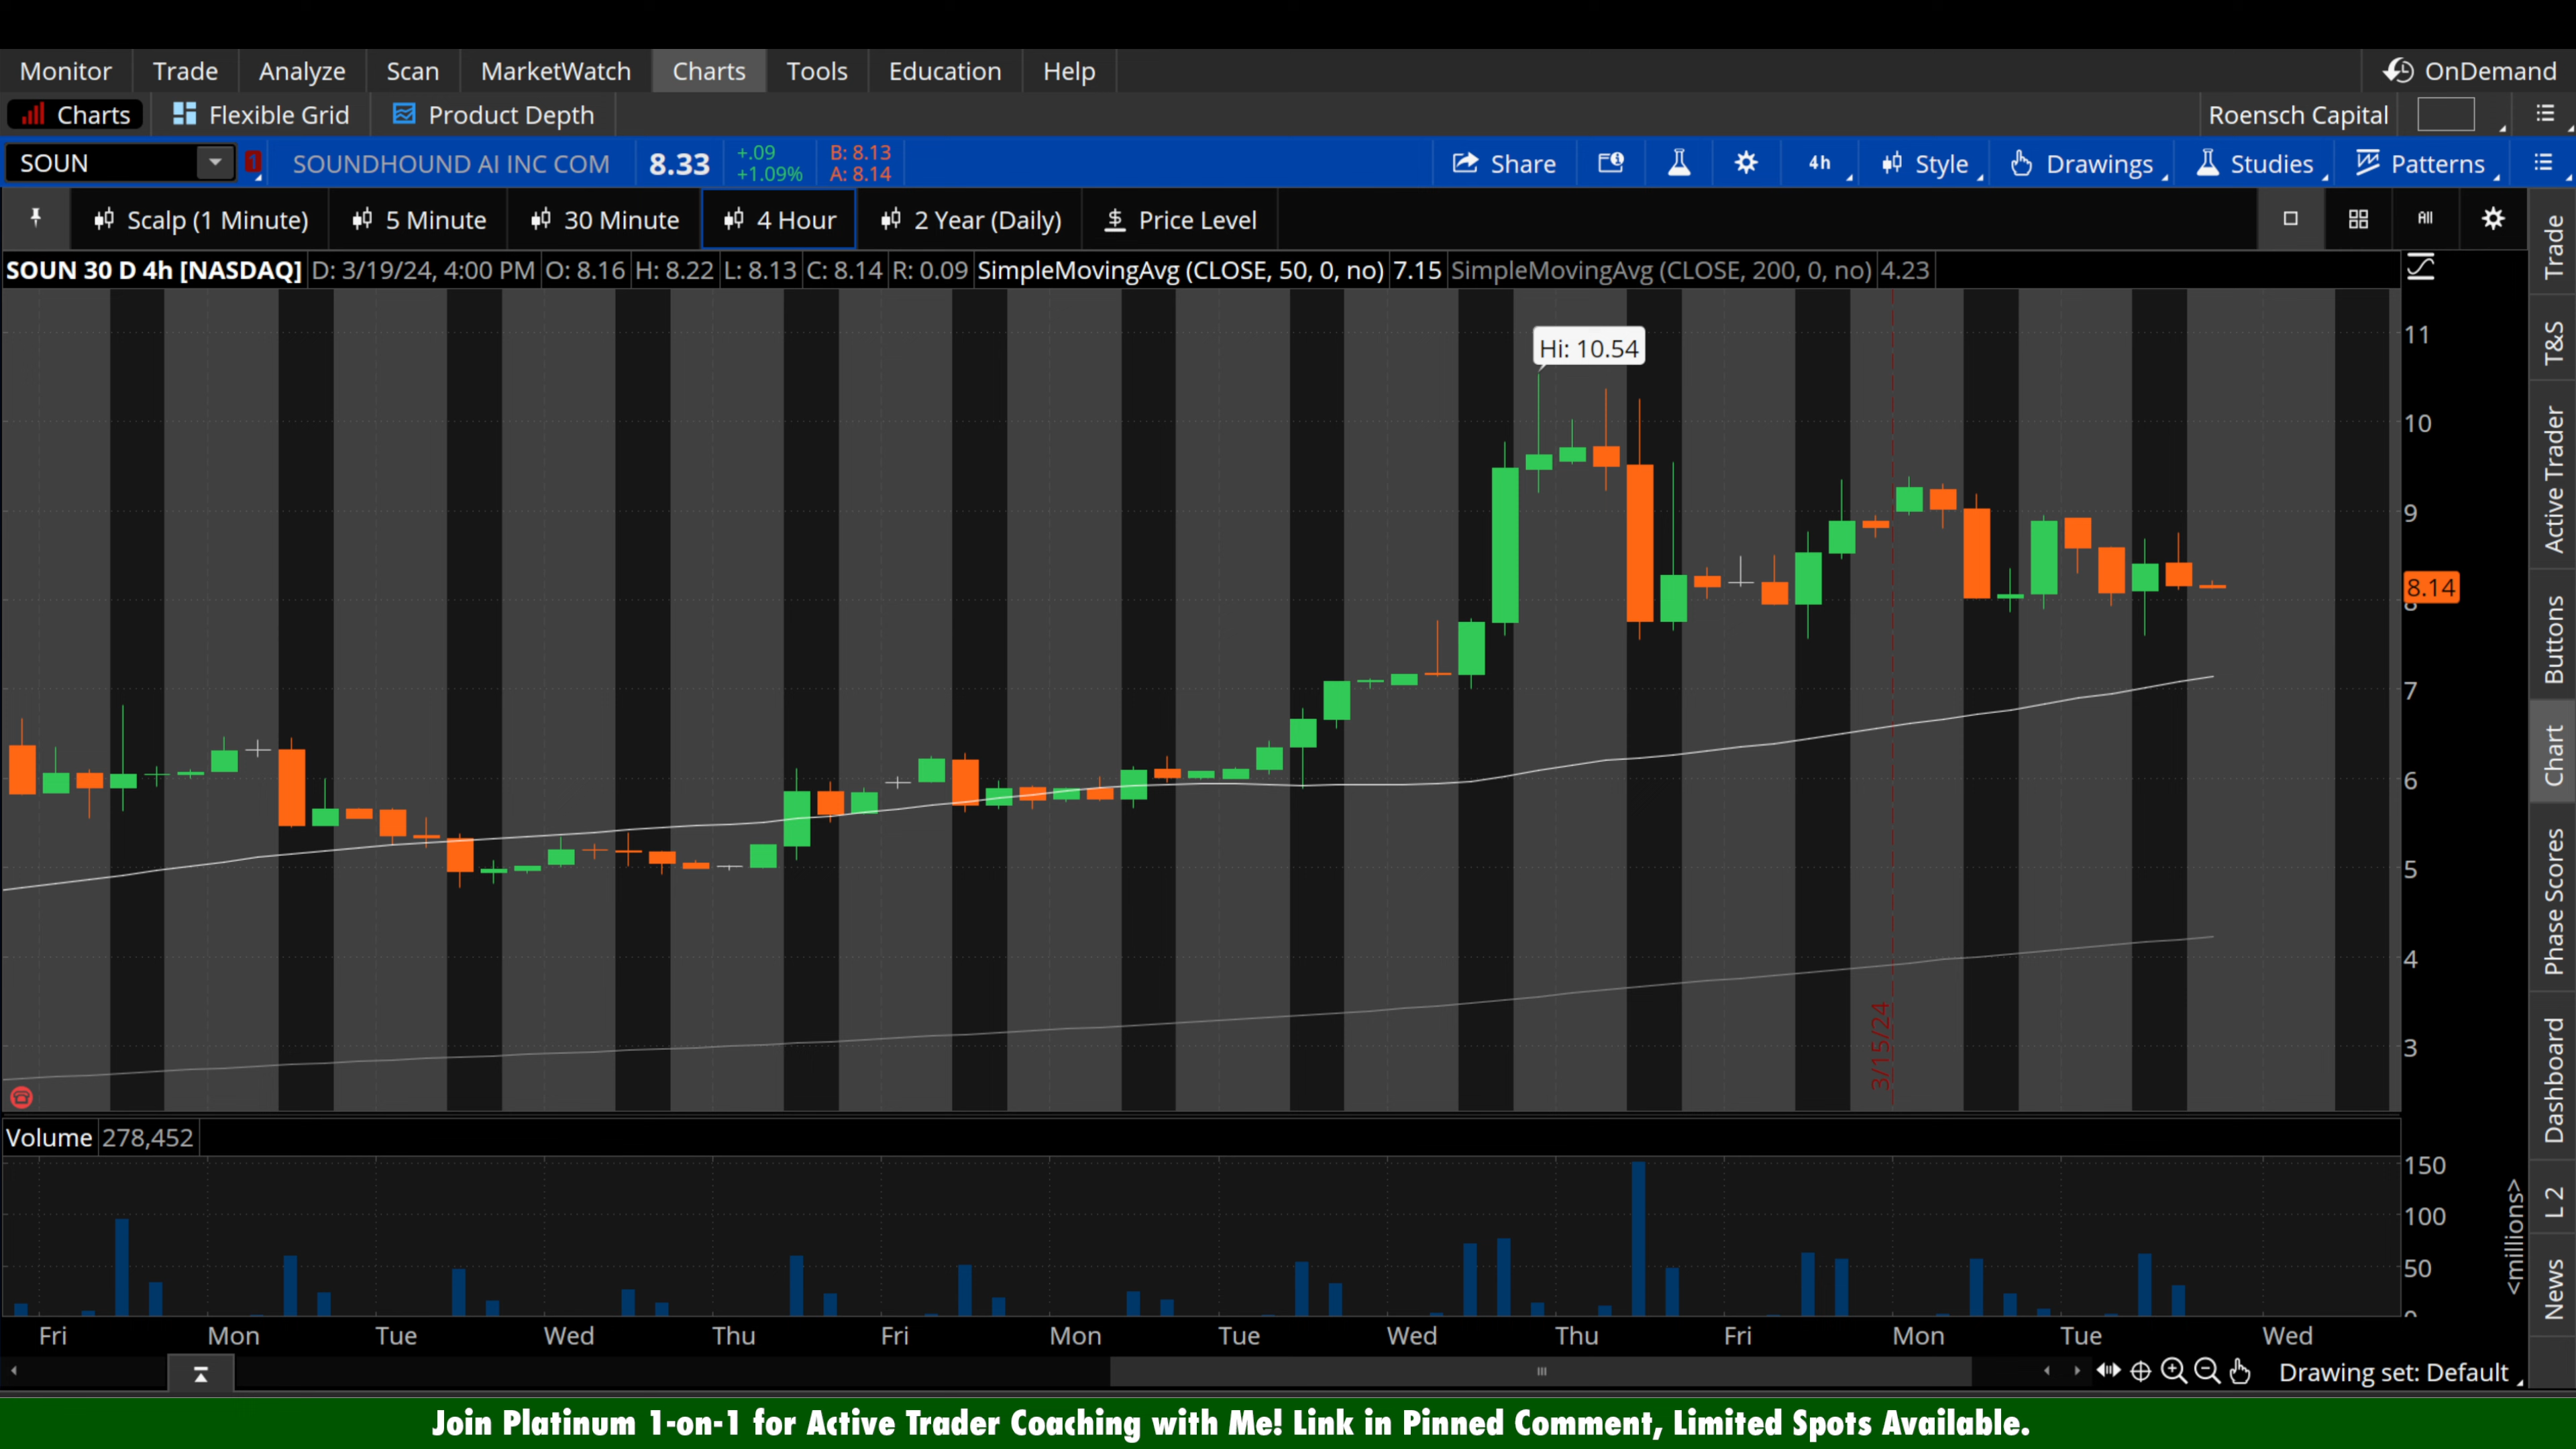 Monitor Trade Analyze Scan MarketWatch Charts Tools Education Help OnDemand
Charts Flexible Grid Product Depth Roensch Capital
SOUN 1 SOUNDHOUND AI INC COM 8.33 +.09 +1.09% B: 8.13 A: 8.14 Share 4h Style Drawings Studies Patterns
Scalp (1 Minute) 5 Minute 30 Minute 4 Hour 2 Year (Daily) $ Price Level All
SOUN 30 D 4h [NASDAQ] D: 3/19/24, 4:00 PM O: 8.16 H: 8.22 L: 8.13 C: 8.14 R: 0.09 SimpleMovingAvg (CLOSE, 50, 0, no) 7.15 SimpleMovingAvg (CLOSE, 200, 0, no) 4.23
Hi: 10.54
11
10
9
8.14
8
7
6
5
4
3
3/15/24
Volume 278,452
150
100
50
0
<millions>
Fri Mon Tue Wed Thu Fri Mon Tue Wed Thu Fri Mon Tue Wed
Drawing set: Default
Trade
T&S
Active Trader
Buttons
Chart
Phase Scores
Dashboard
L 2
News
Join Platinum 1-on-1 for Active Trader Coaching with Me! Link in Pinned Comment, Limited Spots Available.